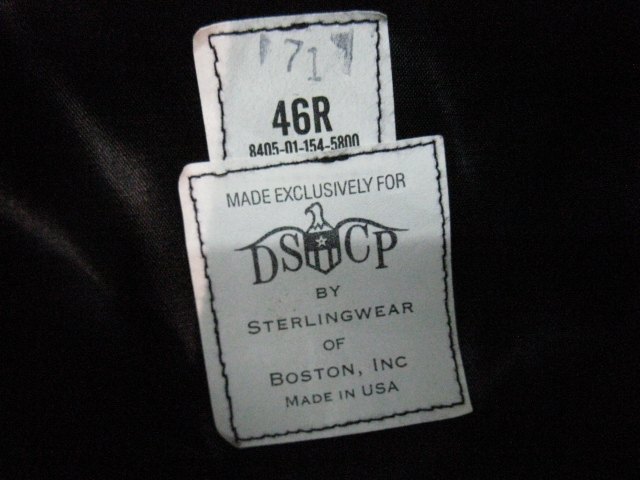 71
46R
8405-01-154-5800
MADE EXCLUSIVELY FOR
DSCP
BY
STERLINGWEAR
OF
BOSTON, INC
MADE IN USA